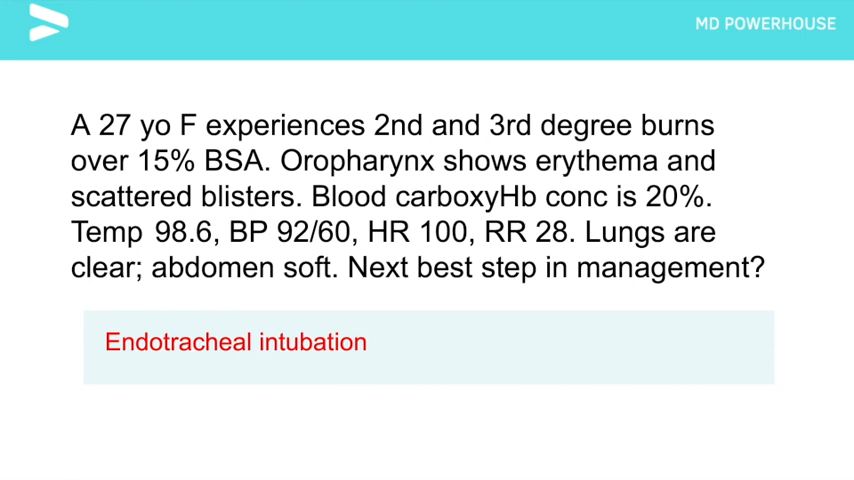 MD POWERHOUSE
A 27 yo F experiences 2nd and 3rd degree burns
over 15% BSA. Oropharynx shows erythema and
scattered blisters. Blood carboxyHb conc is 20%.
Temp 98.6, BP 92/60, HR 100, RR 28. Lungs are
clear; abdomen soft. Next best step in management?
Endotracheal intubation